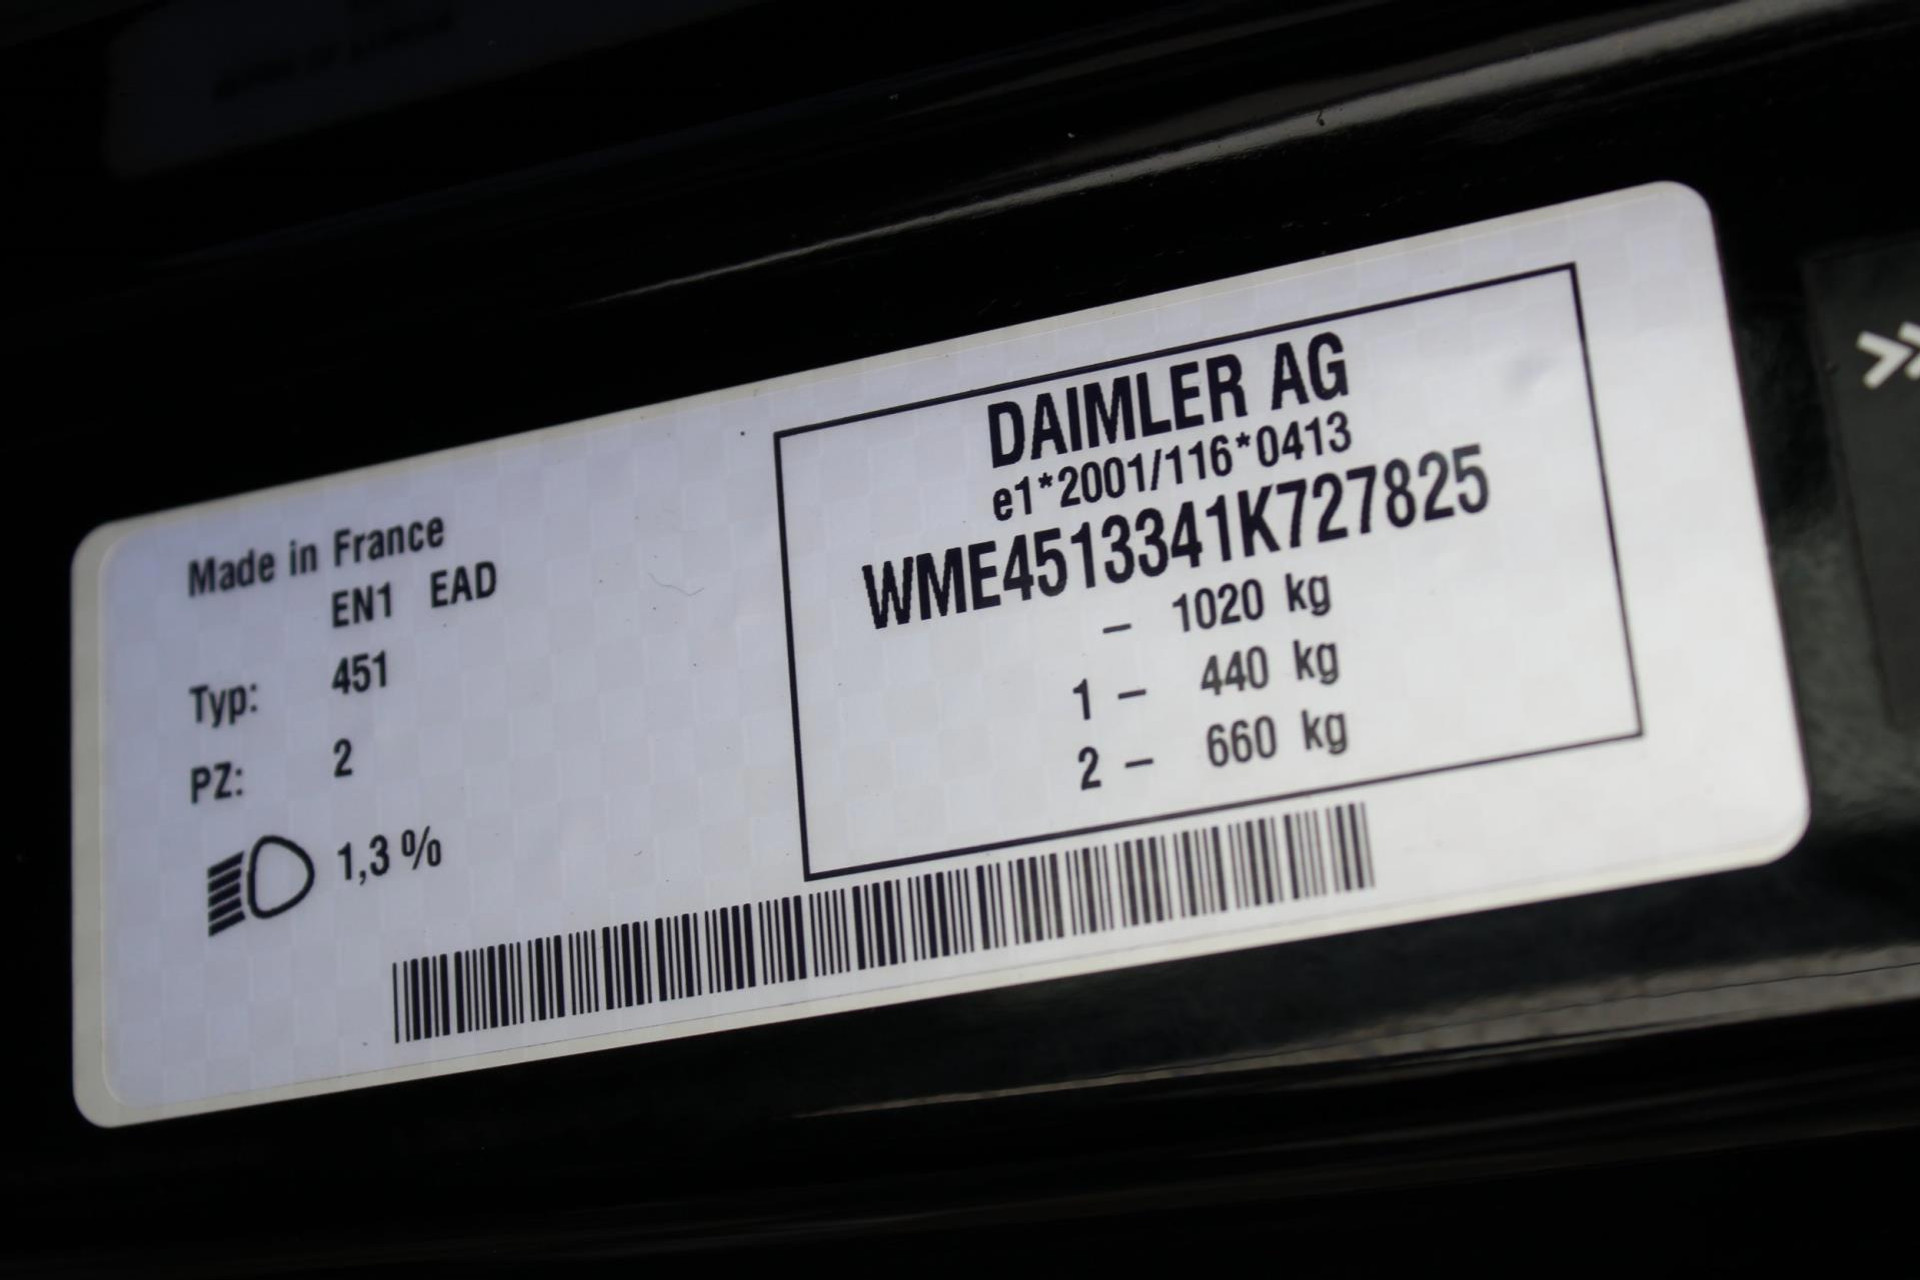 Made in France
EN1 EAD
Typ: 451
PZ: 2
1,3 %
DAIMLER AG
e1*2001/116*0413
WME4513341K727825
– 1020 kg
1 – 440 kg
2 – 660 kg